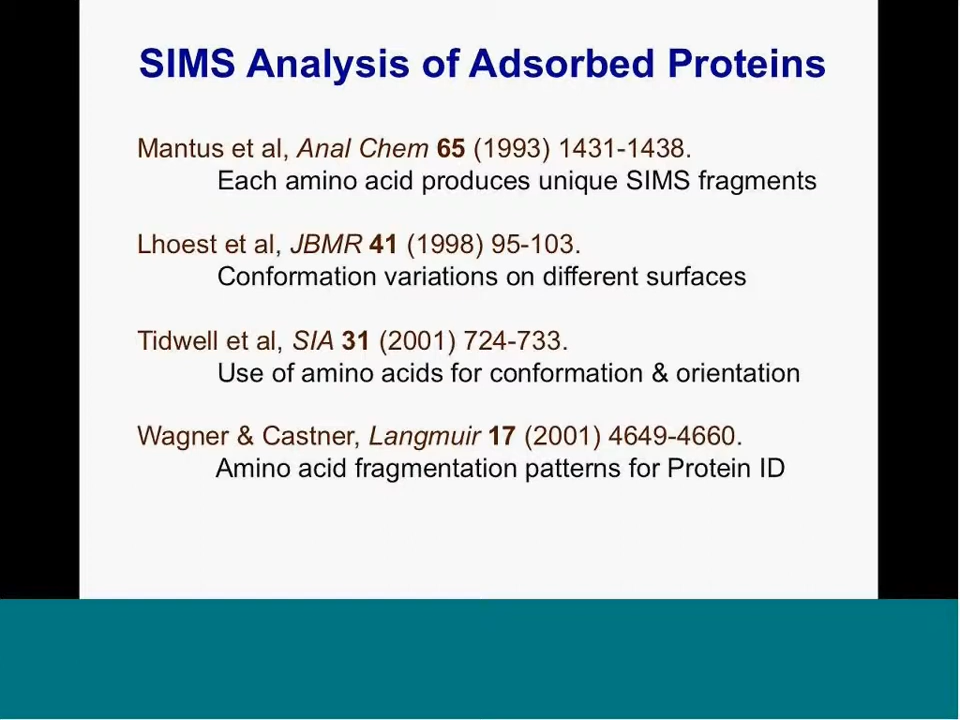 SIMS Analysis of Adsorbed Proteins
Mantus et al, Anal Chem 65 (1993) 1431-1438.
Each amino acid produces unique SIMS fragments
Lhoest et al, JBMR 41 (1998) 95-103.
Conformation variations on different surfaces
Tidwell et al, SIA 31 (2001) 724-733.
Use of amino acids for conformation & orientation
Wagner & Castner, Langmuir 17 (2001) 4649-4660.
Amino acid fragmentation patterns for Protein ID